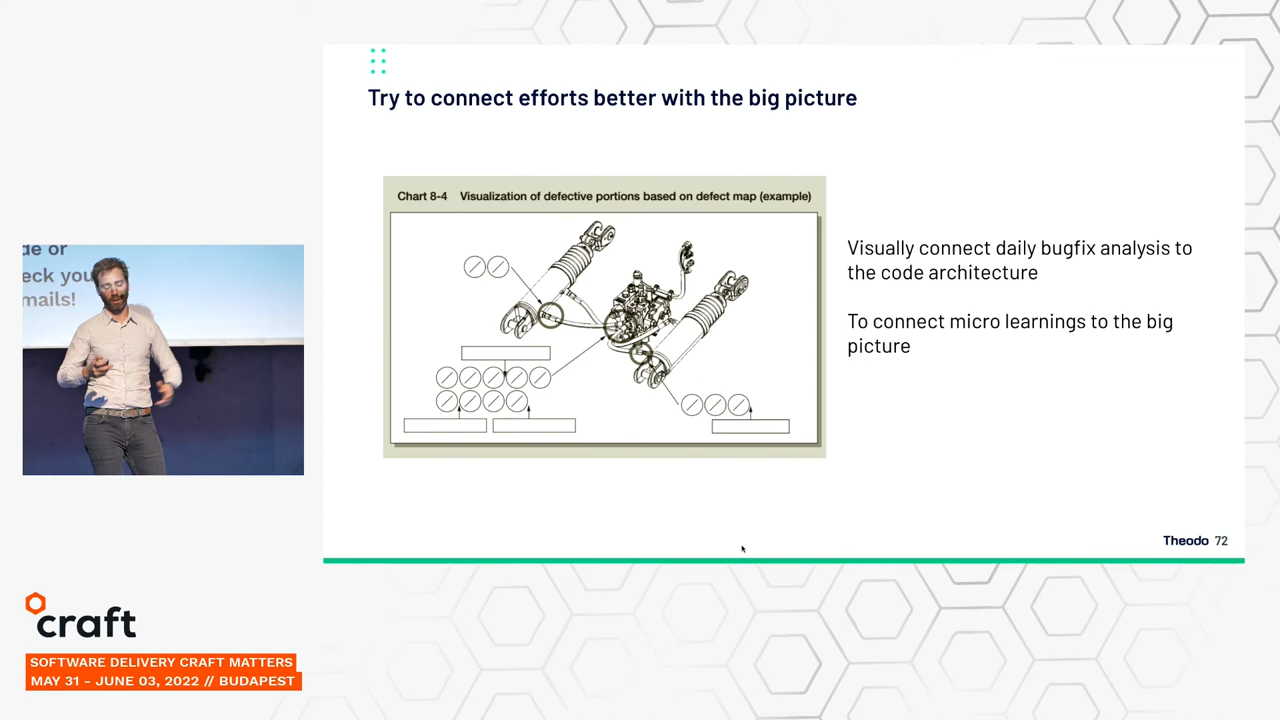 Try to connect efforts better with the big picture
Chart 8-4 Visualization of defective portions based on defect map (example)
Visually connect daily bugfix analysis to
the code architecture
To connect micro learnings to the big
picture
Theodo 72
de or
eck you
mails!
craft
SOFTWARE DELIVERY CRAFT MATTERS
MAY 31 - JUNE 03, 2022 // BUDAPEST